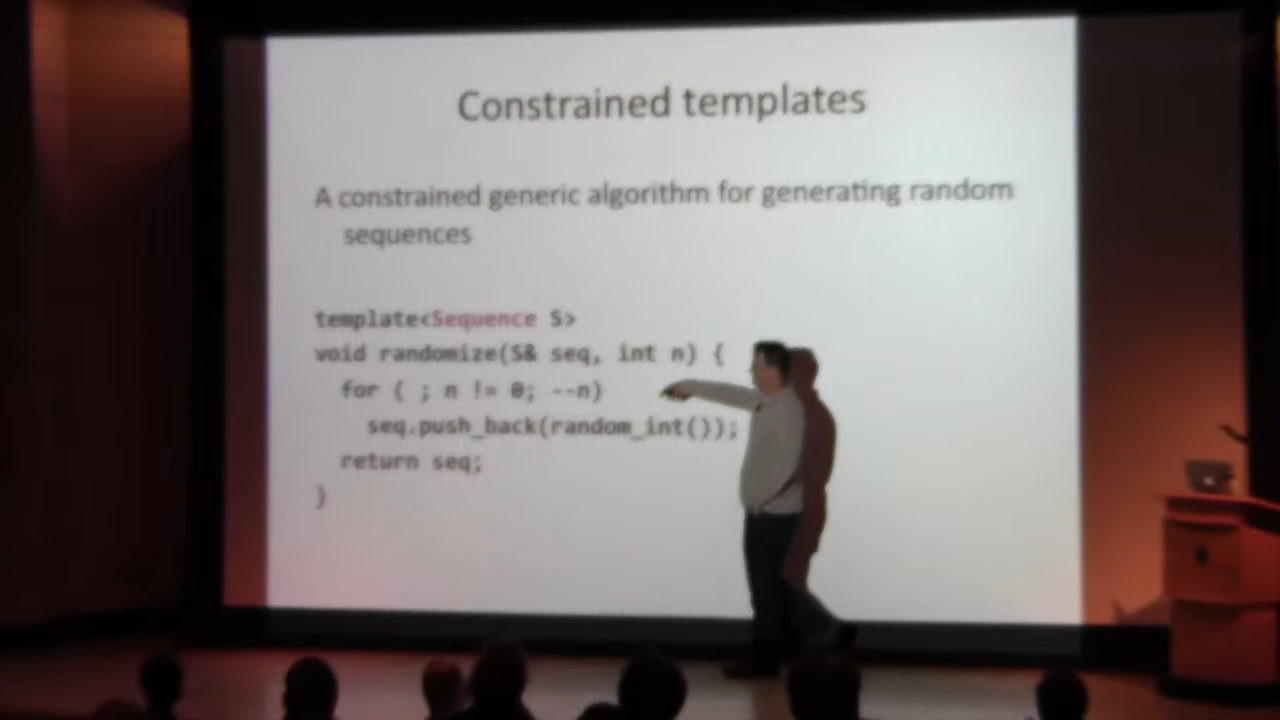 Constrained templates
A constrained generic algorithm for generating random
sequences
template<Sequence S>
void randomize(S& seq, int n) {
for ( ; n != 0; --n)
seq.push_back(random_int());
return seq;
}